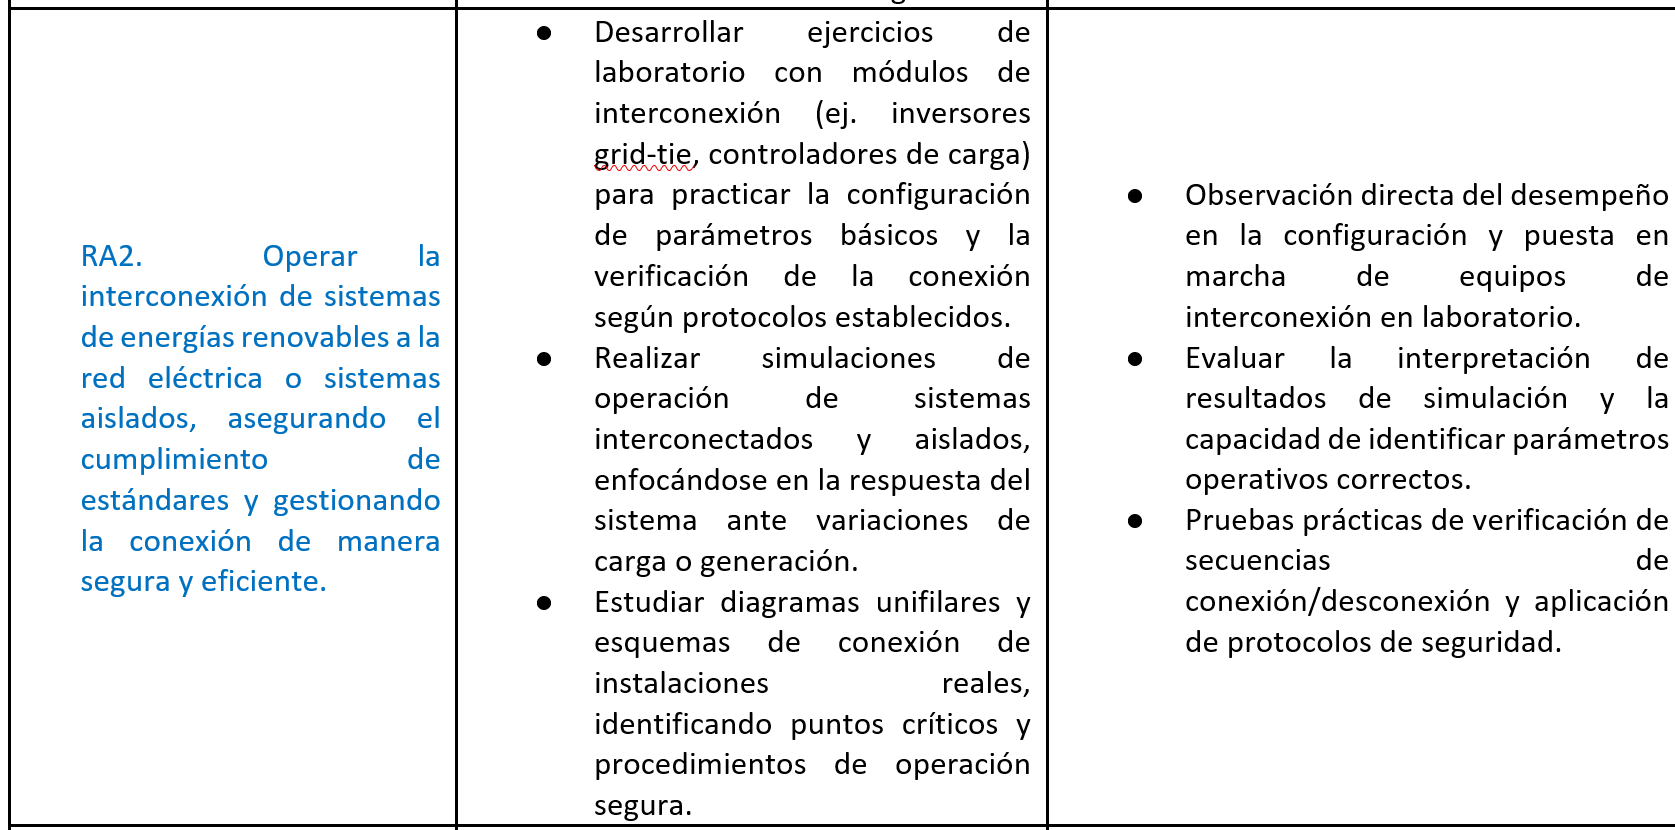 RA2. Operar la
interconexión de sistemas
de energías renovables a la
red eléctrica o sistemas
aislados, asegurando el
cumplimiento de
estándares y gestionando
la conexión de manera
segura y eficiente.
● Desarrollar ejercicios de
laboratorio con módulos de
interconexión (ej. inversores
grid-tie, controladores de carga)
para practicar la configuración
de parámetros básicos y la
verificación de la conexión
según protocolos establecidos.
● Realizar simulaciones de
operación de sistemas
interconectados y aislados,
enfocándose en la respuesta del
sistema ante variaciones de
carga o generación.
● Estudiar diagramas unifilares y
esquemas de conexión de
instalaciones reales,
identificando puntos críticos y
procedimientos de operación
segura.
● Observación directa del desempeño
en la configuración y puesta en
marcha de equipos de
interconexión en laboratorio.
● Evaluar la interpretación de
resultados de simulación y la
capacidad de identificar parámetros
operativos correctos.
● Pruebas prácticas de verificación de
secuencias de
conexión/desconexión y aplicación
de protocolos de seguridad.